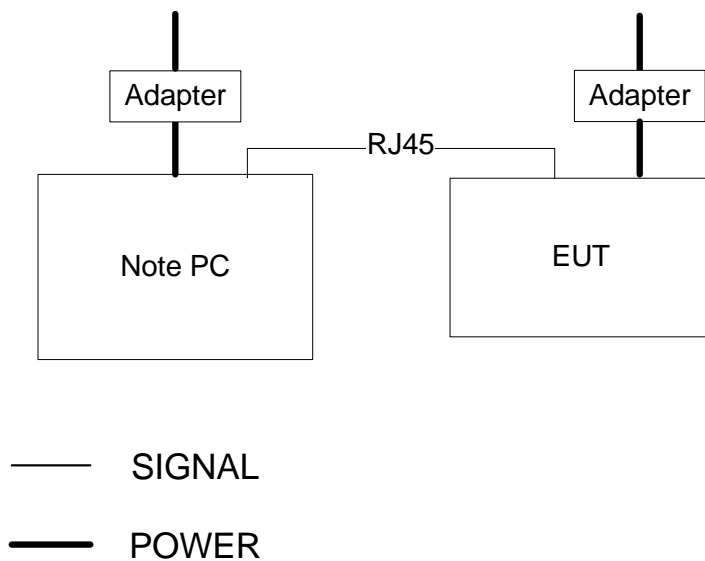 Adapter
Adapter
RJ45
Note PC
EUT
SIGNAL
POWER